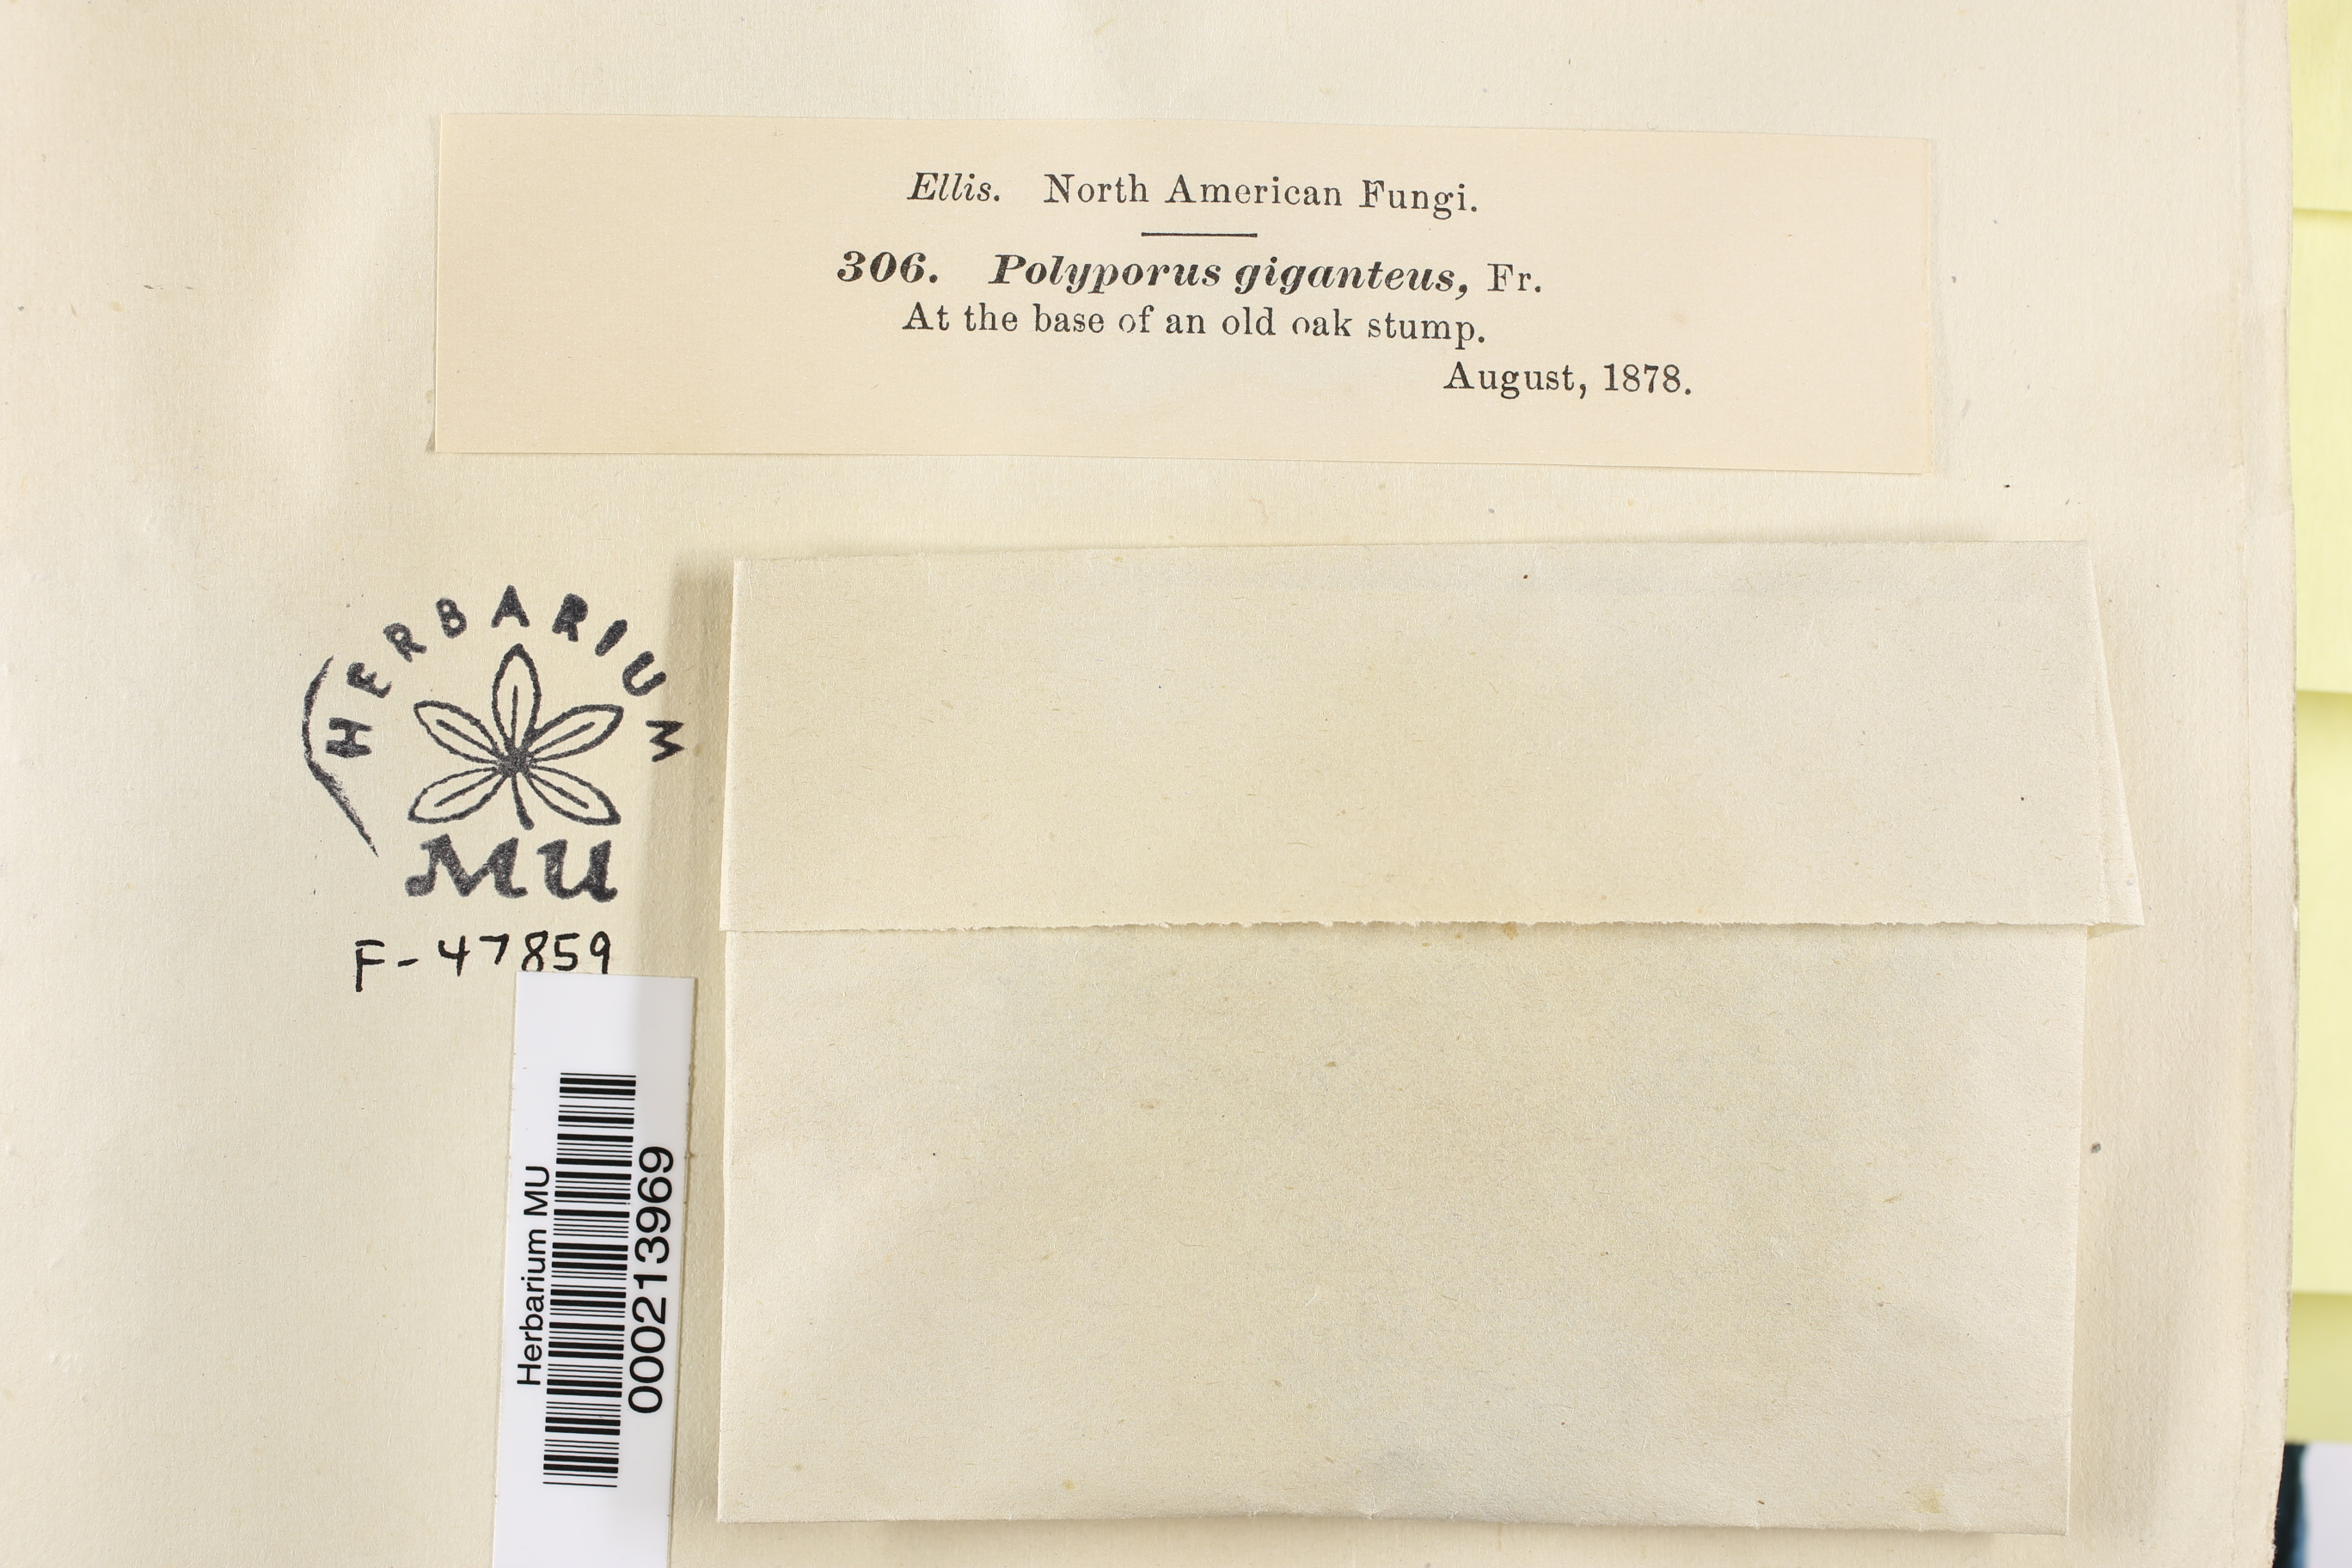 Ellis. North American Fungi.
306. Polyporus giganteus, Fr.
At the base of an old oak stump.
August, 1878.
HERBARIUM
MU
F-47859
Herbarium MU
000213969